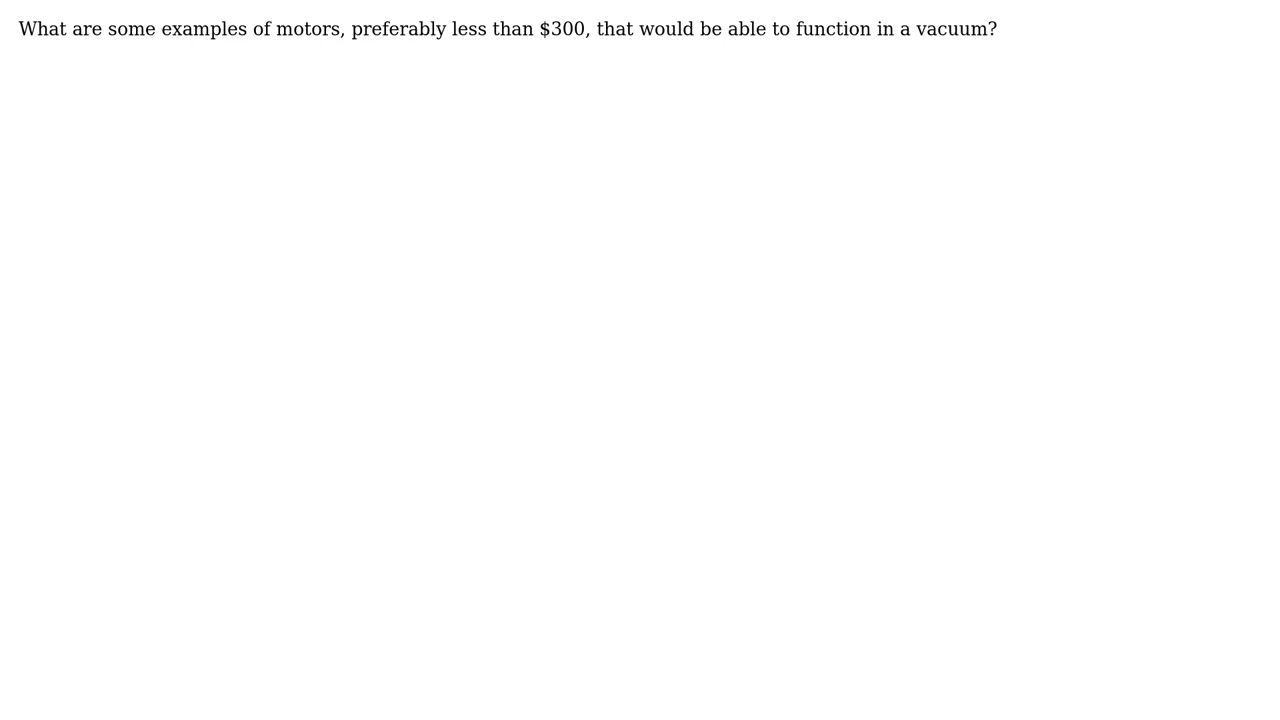 What are some examples of motors, preferably less than $300, that would be able to function in a vacuum?